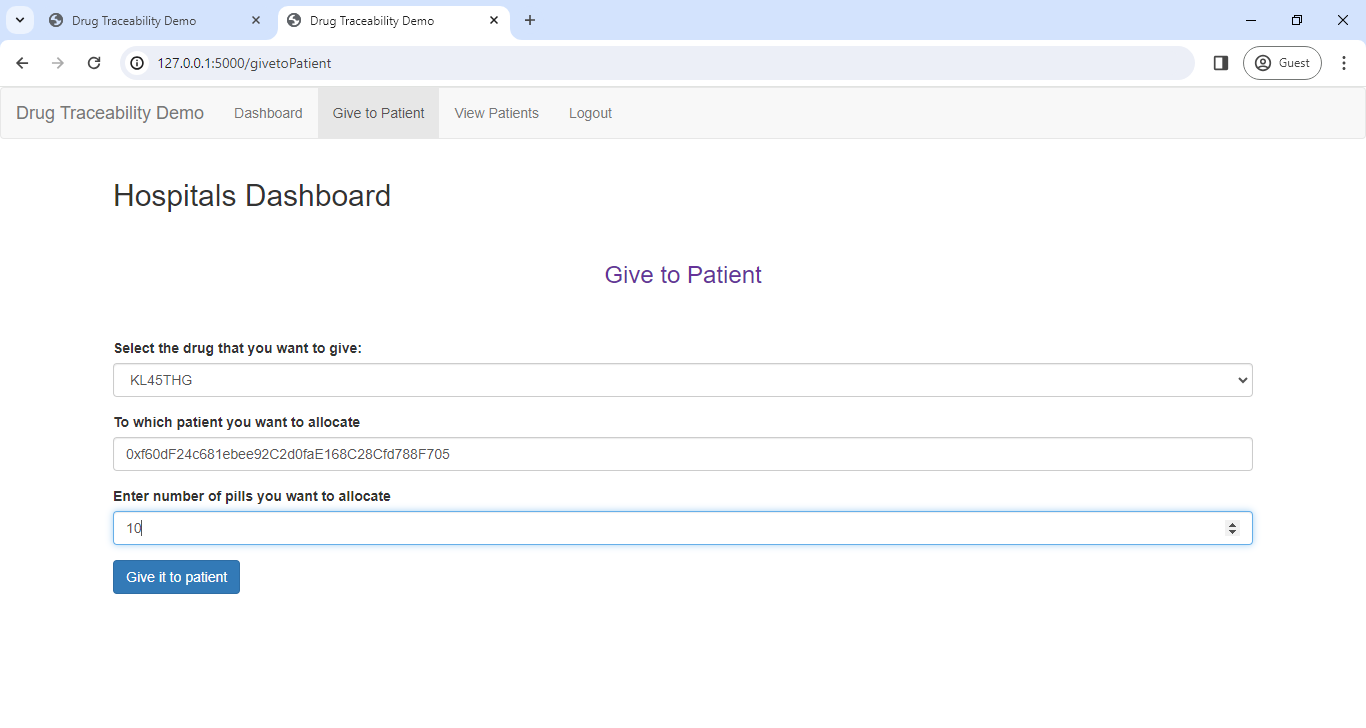 Drug Traceability Demo
Drug Traceability Demo
127.0.0.1:5000/givetoPatient
Guest
Drug Traceability Demo Dashboard Give to Patient View Patients Logout
Hospitals Dashboard
Give to Patient
Select the drug that you want to give:
KL45THG
To which patient you want to allocate
0xf60dF24c681ebee92C2d0faE168C28Cfd788F705
Enter number of pills you want to allocate
10
Give it to patient